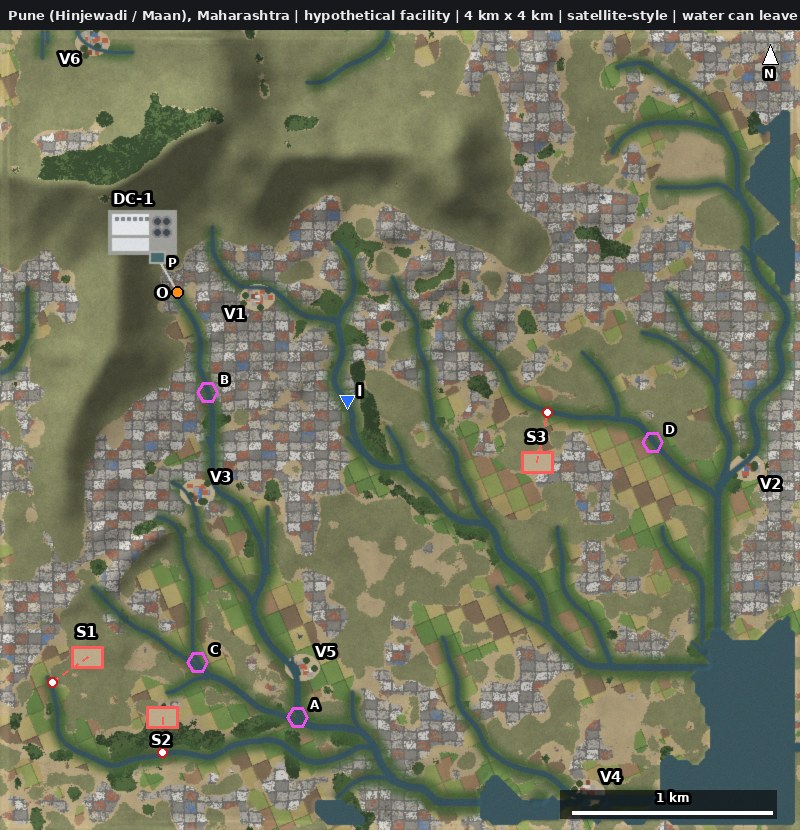 Pune (Hinjewadi / Maan), Maharashtra | hypothetical facility | 4 km x 4 km | satellite-style | water can leave
V6
N
DC-1
P
O
V1
I
B
D
S3
V3
V2
S1
C
V5
A
S2
V4
1 km